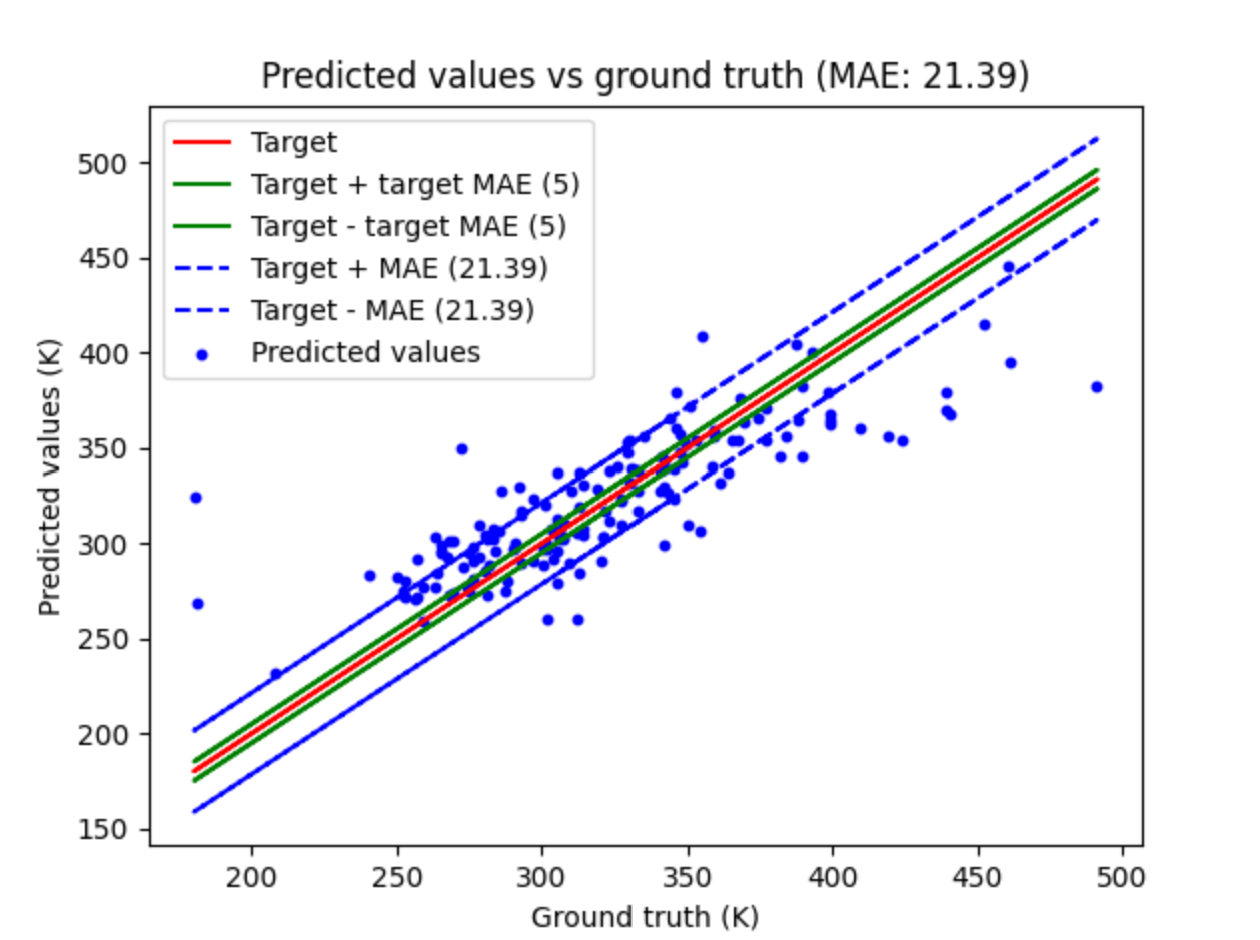 Predicted values vs ground truth (MAE: 21.39)
Target
Target + target MAE (5)
Target - target MAE (5)
Target + MAE (21.39)
Target - MAE (21.39)
Predicted values
500
450
400
350
300
250
200
150
Predicted values (K)
200 250 300 350 400 450 500
Ground truth (K)